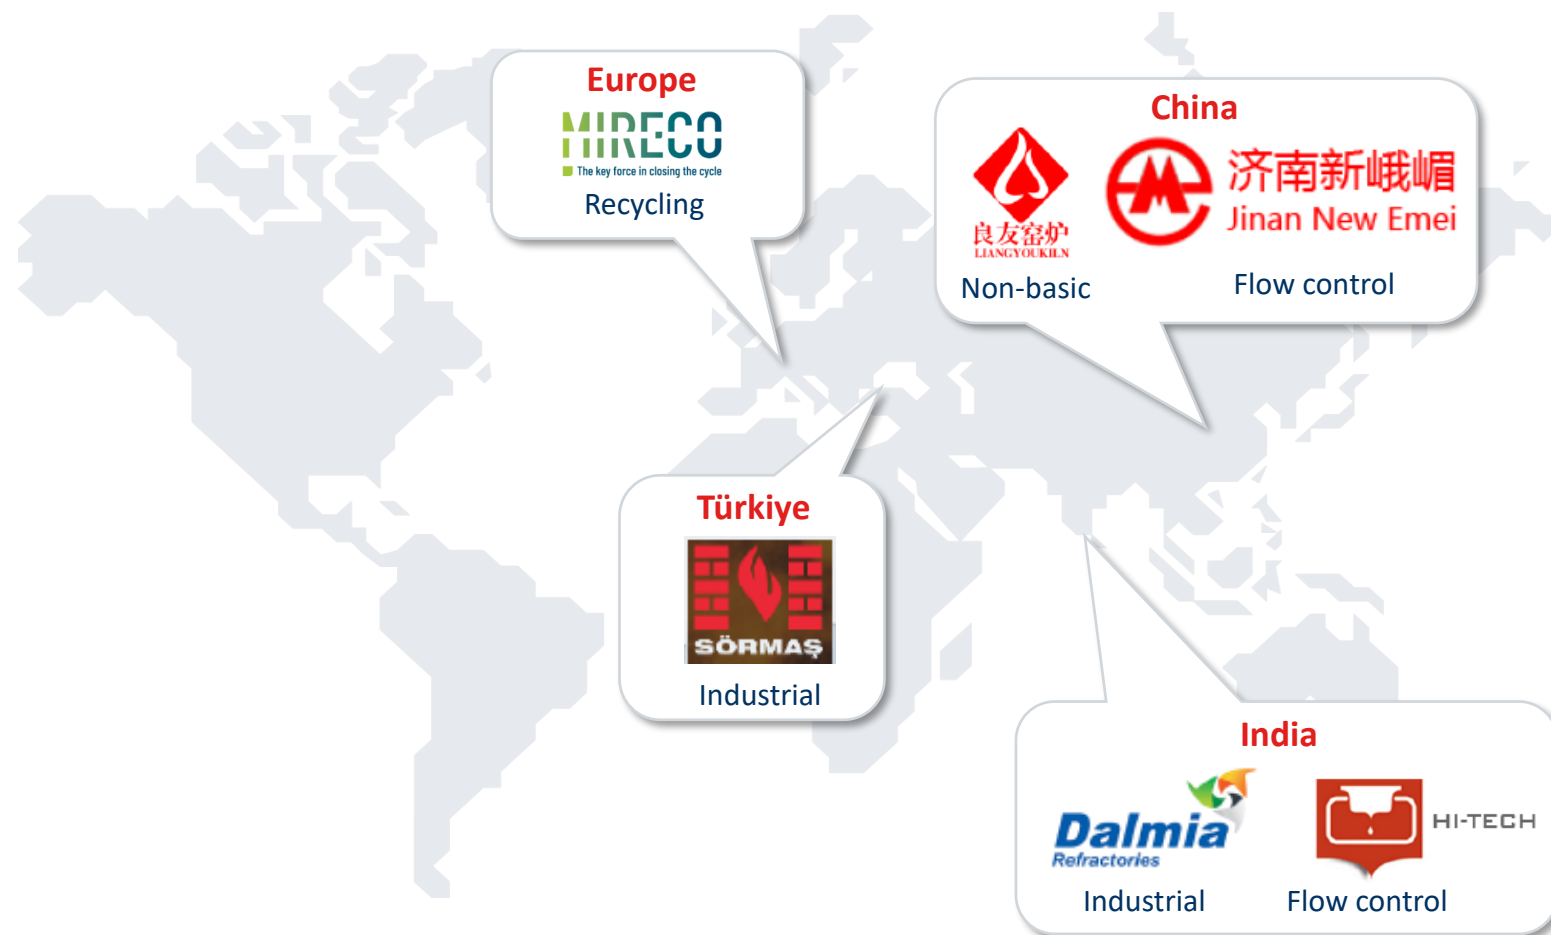 Europe
MIRECO
The key force in closing the cycle
Recycling
China
良友窑炉
LIANGYOUKILN
Non-basic
济南新峨嵋
Jinan New Emei
Flow control
Türkiye
SÖRMAŞ
Industrial
India
Dalmia
Refractories
Industrial
HI-TECH
Flow control